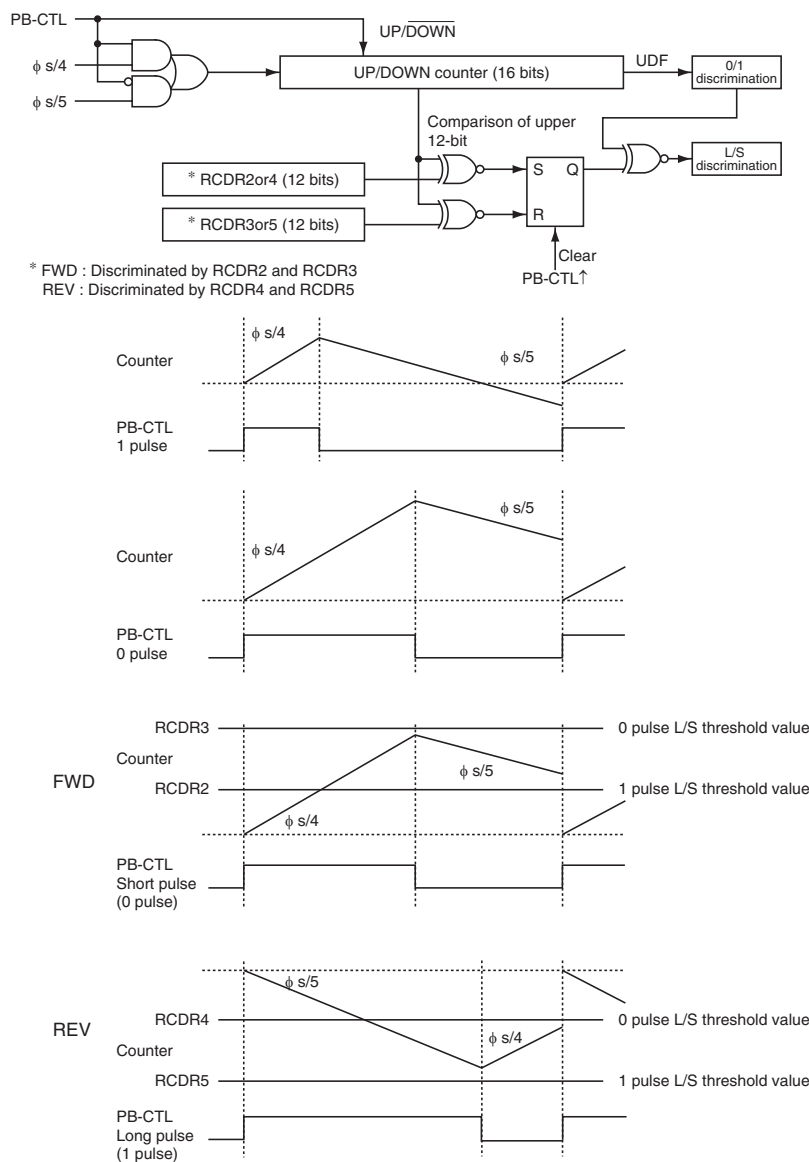 PB-CTL
UP/DOWN
φ s/4
UP/DOWN counter (16 bits)
UDF
0/1
discrimination
φ s/5
Comparison of upper
12-bit
* RCDR2or4 (12 bits)
S
Q
L/S
discrimination
* RCDR3or5 (12 bits)
R
Clear
PB-CTL↑
* FWD : Discriminated by RCDR2 and RCDR3
REV : Discriminated by RCDR4 and RCDR5
φ s/4
Counter
φ s/5
PB-CTL
1 pulse
φ s/5
Counter
φ s/4
PB-CTL
0 pulse
RCDR3
0 pulse L/S threshold value
Counter
FWD
φ s/5
RCDR2
1 pulse L/S threshold value
φ s/4
PB-CTL
Short pulse
(0 pulse)
φ s/5
REV
RCDR4
0 pulse L/S threshold value
φ s/4
Counter
RCDR5
1 pulse L/S threshold value
PB-CTL
Long pulse
(1 pulse)